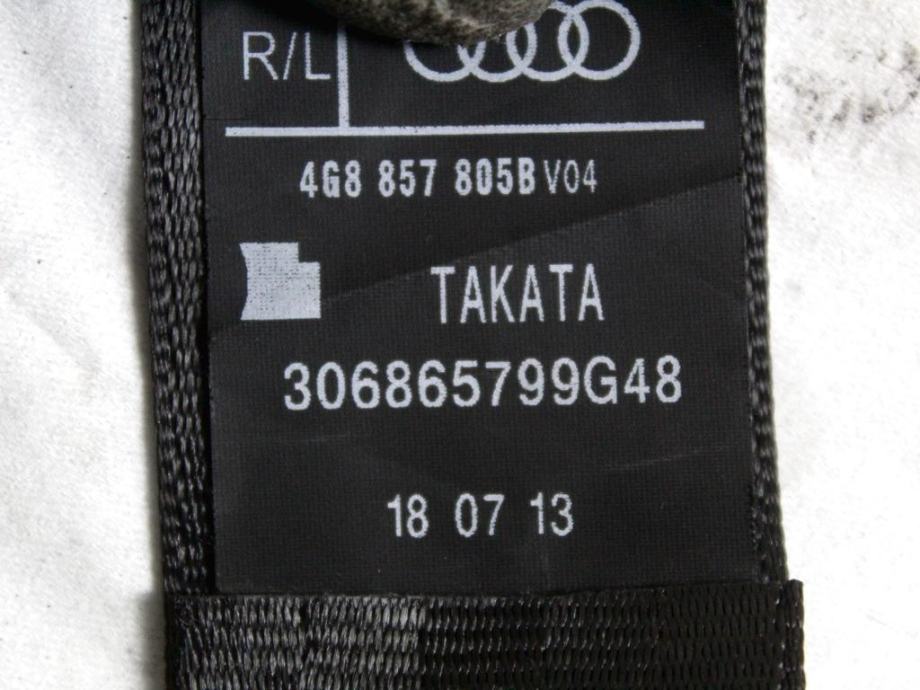 R/L
4G8 857 805B V04
TAKATA
306865799G48
18 07 13